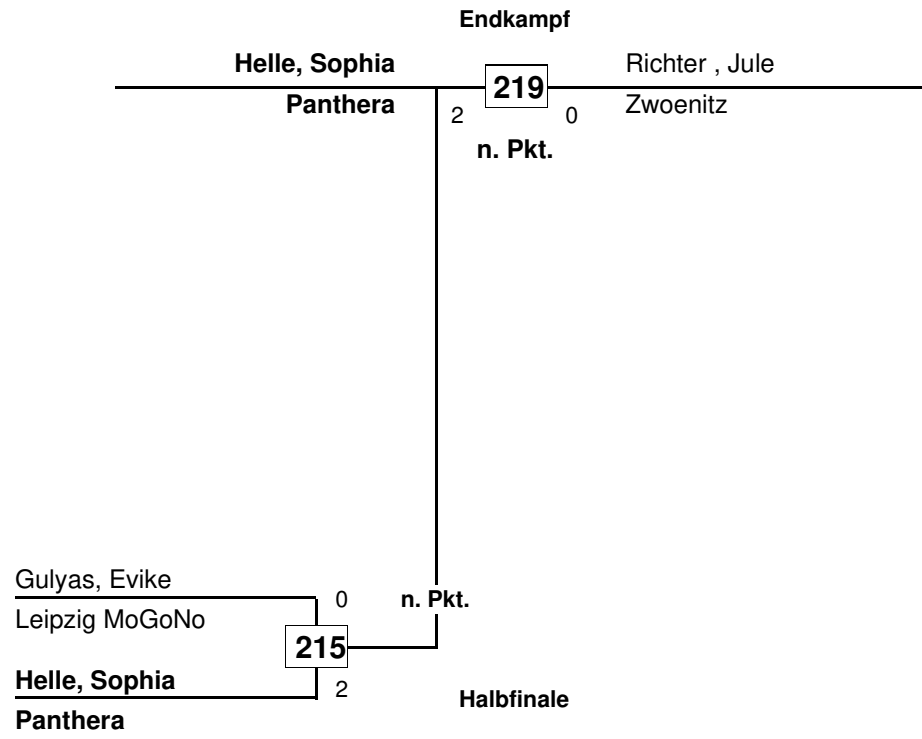 Endkampf
Helle, Sophia
219
Richter , Jule
Panthera
2
0
Zwoenitz
n. Pkt.
Gulyas, Evike
0
n. Pkt.
Leipzig MoGoNo
215
Helle, Sophia
2
Halbfinale
Panthera